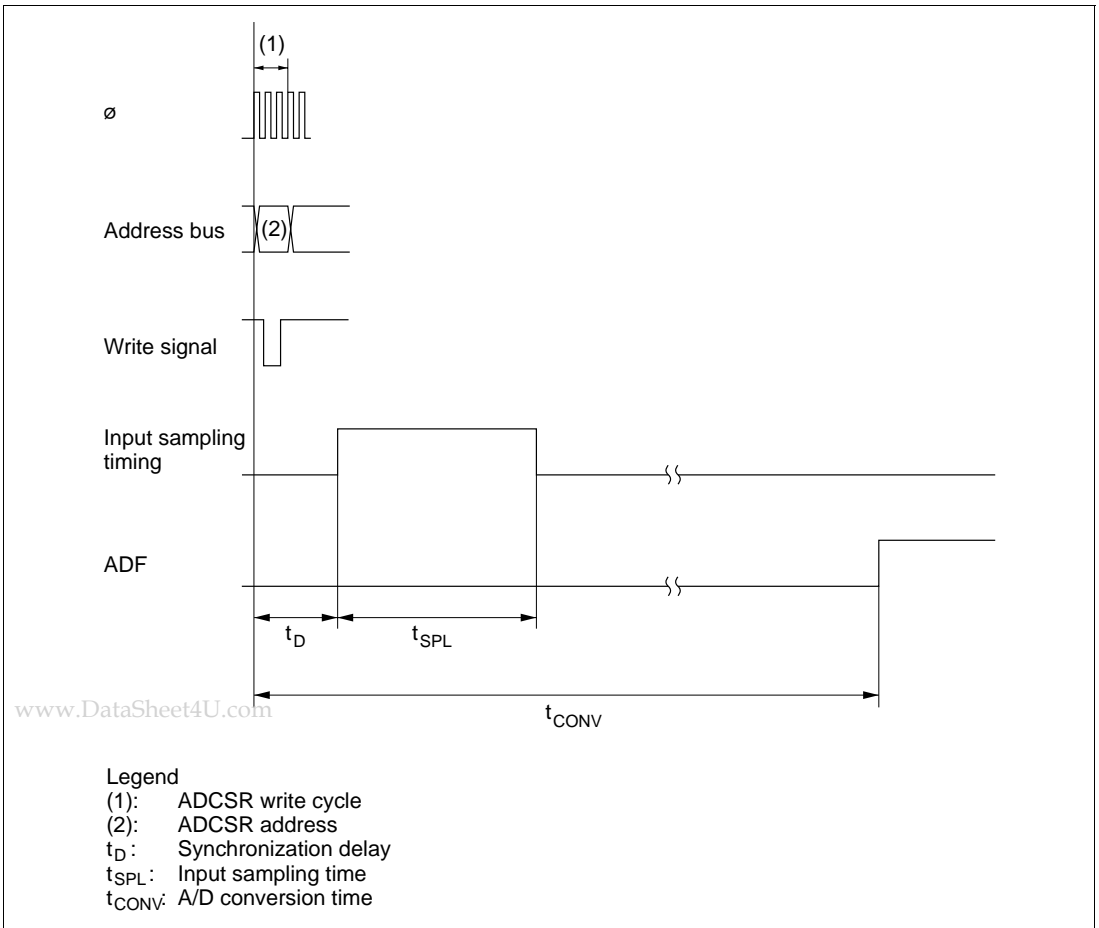 (1)
ø
Address bus
(2)
Write signal
Input sampling
timing
ADF
tD
tSPL
tCONV
www.DataSheet4U.com
Legend
(1): ADCSR write cycle
(2): ADCSR address
tD : Synchronization delay
tSPL: Input sampling time
tCONV: A/D conversion time